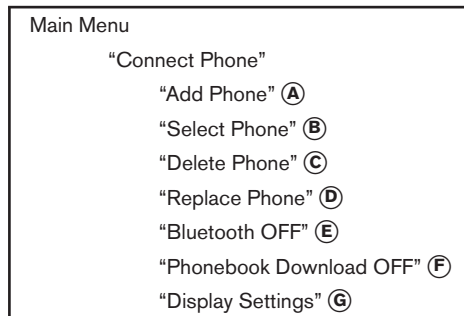 Main Menu
“Connect Phone”
“Add Phone” Ⓐ
“Select Phone” Ⓑ
“Delete Phone” Ⓒ
“Replace Phone” Ⓓ
“Bluetooth OFF” Ⓔ
“Phonebook Download OFF” Ⓕ
“Display Settings” Ⓖ